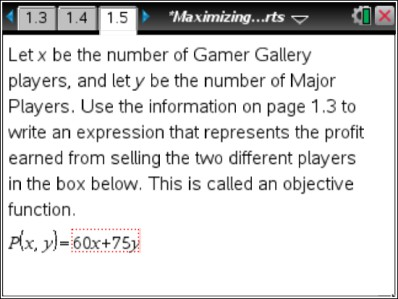 1.3 1.4 1.5 *Maximizing...rts
Let x be the number of Gamer Gallery
players, and let y be the number of Major
Players. Use the information on page 1.3 to
write an expression that represents the profit
earned from selling the two different players
in the box below. This is called an objective
function.
P(x, y)=60x+75y